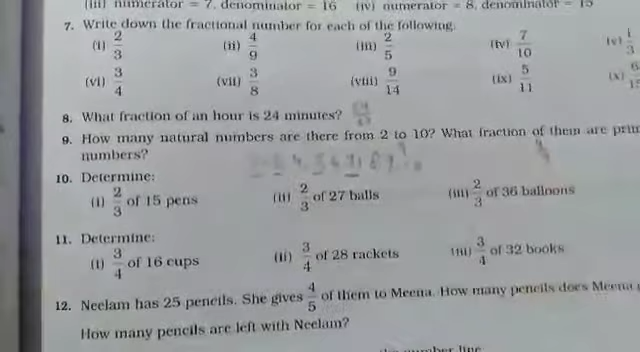 (iii) numerator = 7, denominator = 16 (iv) numerator = 8, denominator = 15
7. Write down the fractional number for each of the following:
(i) 2/3 (ii) 4/9 (iii) 2/5 (iv) 7/10 (v) 1/3
(vi) 3/4 (vii) 3/8 (viii) 9/14 (ix) 5/11 (x) 6/15
8. What fraction of an hour is 24 minutes?
9. How many natural numbers are there from 2 to 10? What fraction of them are
numbers?
10. Determine:
(i) 2/3 of 15 pens (ii) 2/3 of 27 balls (iii) 2/3 of 36 balloons
11. Determine:
(i) 3/4 of 16 cups (ii) 3/4 of 28 rackets (iii) 3/4 of 32 books
12. Neelam has 25 pencils. She gives 4/5 of them to Meena. How many pencils does Meena
How many pencils are left with Neelam?
number line